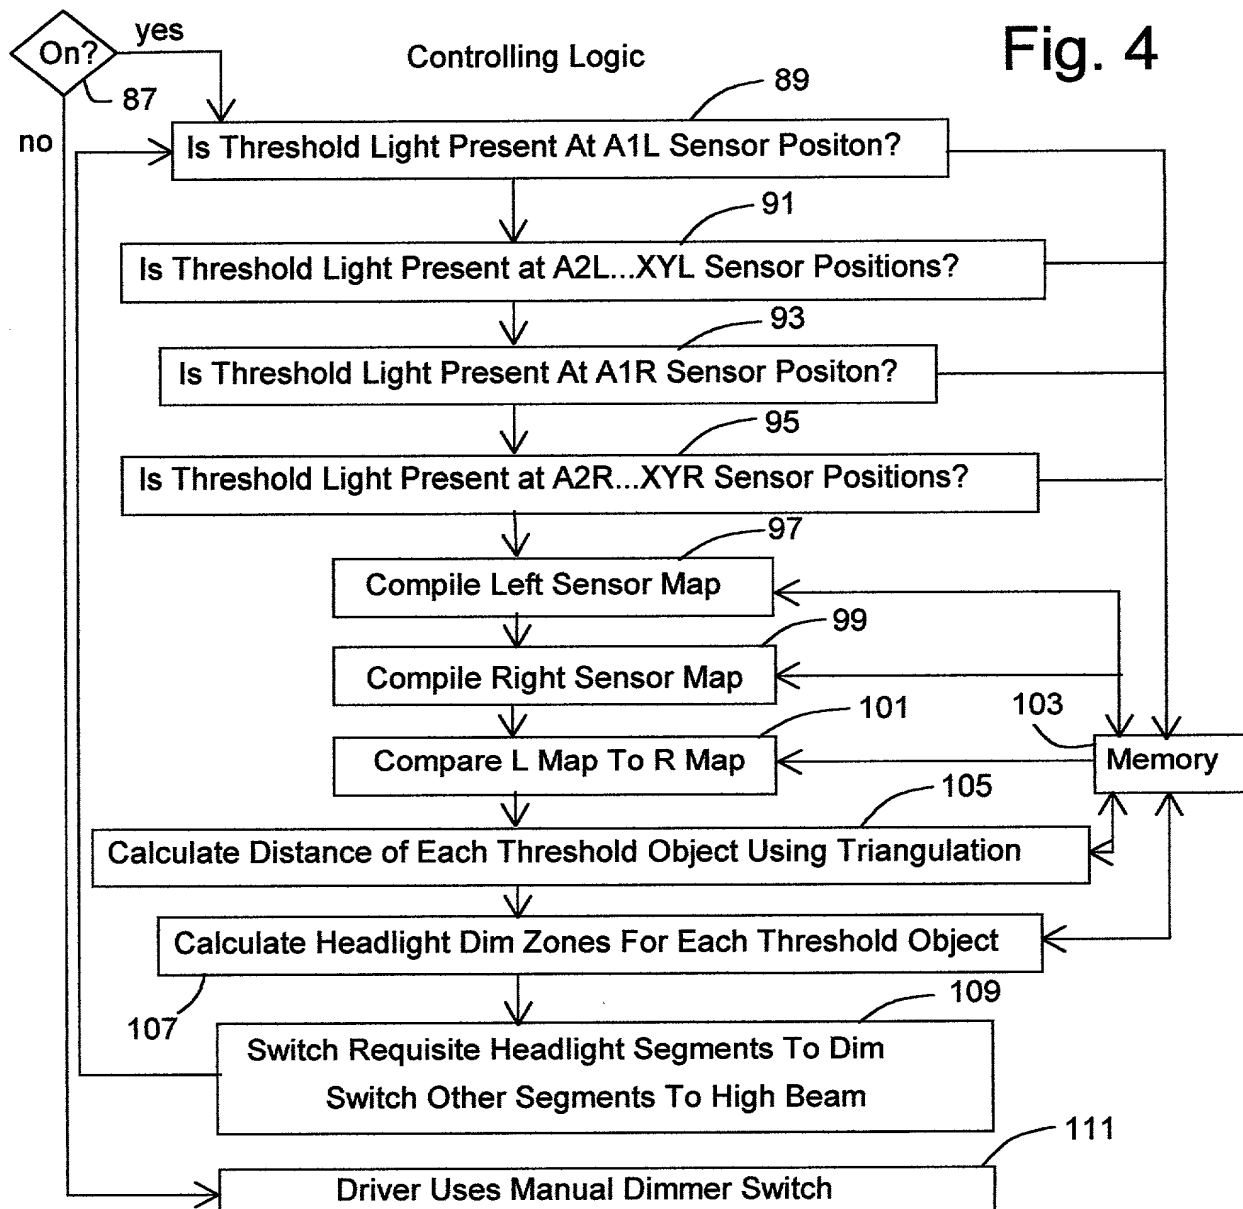 On?
yes
Controlling Logic
Fig. 4
87
89
no
Is Threshold Light Present At A1L Sensor Positon?
91
Is Threshold Light Present at A2L...XYL Sensor Positions?
93
Is Threshold Light Present At A1R Sensor Positon?
95
Is Threshold Light Present at A2R...XYR Sensor Positions?
97
Compile Left Sensor Map
99
Compile Right Sensor Map
101
103
Compare L Map To R Map
Memory
105
Calculate Distance of Each Threshold Object Using Triangulation
Calculate Headlight Dim Zones For Each Threshold Object
107
109
Switch Requisite Headlight Segments To Dim
Switch Other Segments To High Beam
111
Driver Uses Manual Dimmer Switch